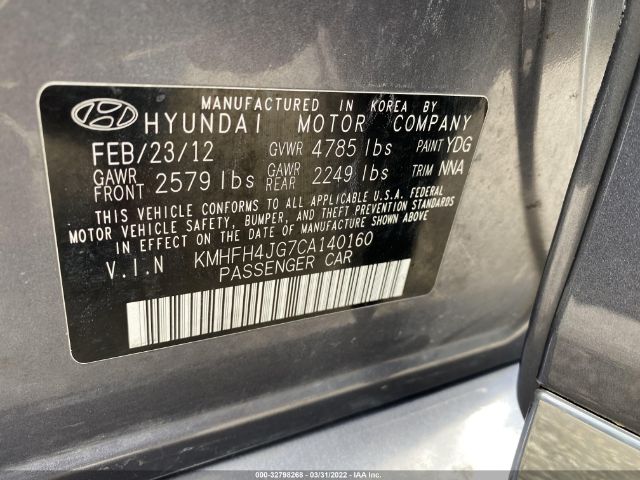 MANUFACTURED IN KOREA BY
HYUNDAI MOTOR COMPANY
FEB/23/12 GVWR 4785 lbs PAINT YDG
GAWR FRONT 2579 lbs GAWR REAR 2249 lbs TRIM NNA
THIS VEHICLE CONFORMS TO ALL APPLICABLE U.S.A. FEDERAL
MOTOR VEHICLE SAFETY, BUMPER, AND THEFT PREVENTION STANDARDS
IN EFFECT ON THE DATE OF MANUFACTURE SHOWN ABOVE.
V.I.N KMHFH4JG7CA140160
PASSENGER CAR
000-32798268 - 03/31/2022 - IAA Inc.